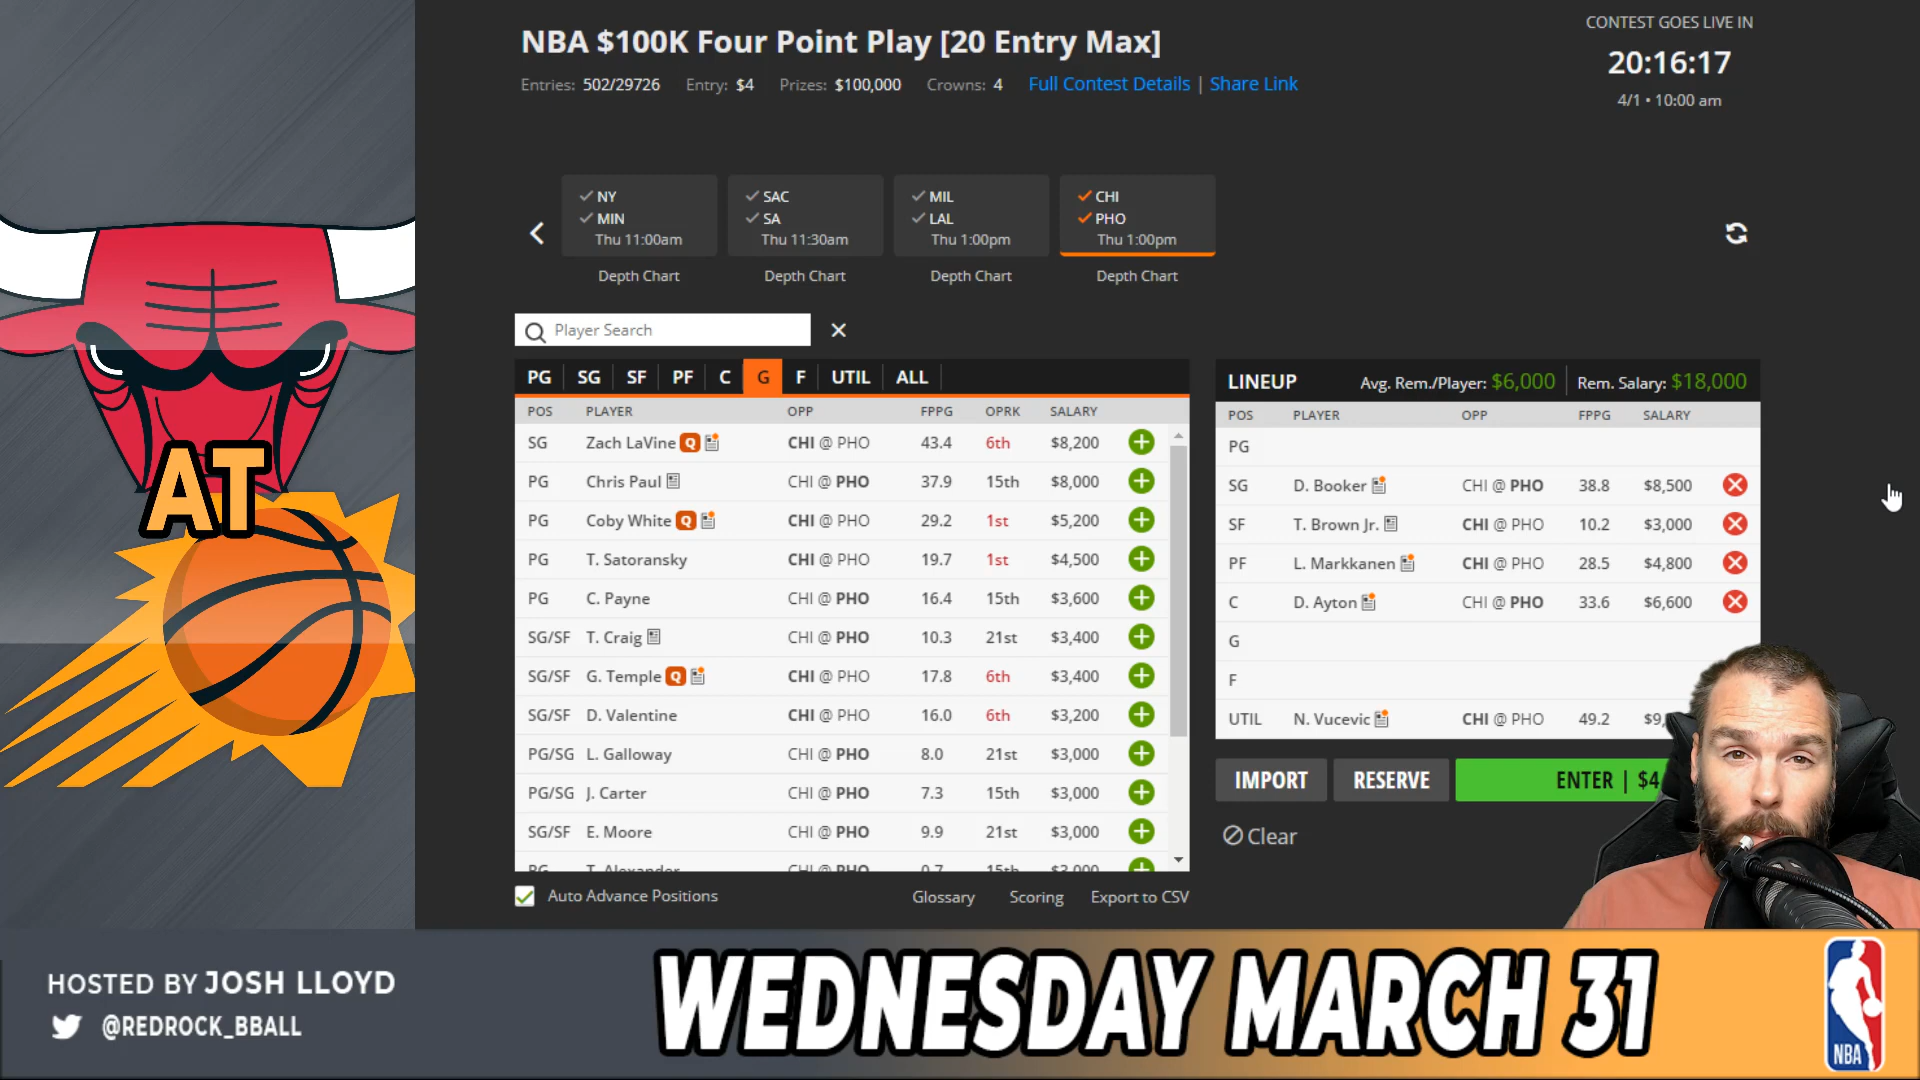 NBA $100K Four Point Play [20 Entry Max]
Entries: 502/29726 Entry: $4 Prizes: $100,000 Crowns: 4 Full Contest Details | Share Link
CONTEST GOES LIVE IN
20:16:17
4/1 • 10:00 am
NY
MIN
Thu 11:00am
Depth Chart
SAC
SA
Thu 11:30am
Depth Chart
MIL
LAL
Thu 1:00pm
Depth Chart
CHI
PHO
Thu 1:00pm
Depth Chart
Player Search
PG SG SF PF C G F UTIL ALL
POS PLAYER OPP FPPG OPRK SALARY
SG Zach LaVine Q CHI @ PHO 43.4 6th $8,200
PG Chris Paul CHI @ PHO 37.9 15th $8,000
PG Coby White Q CHI @ PHO 29.2 1st $5,200
PG T. Satoransky CHI @ PHO 19.7 1st $4,500
PG C. Payne CHI @ PHO 16.4 15th $3,600
SG/SF T. Craig CHI @ PHO 10.3 21st $3,400
SG/SF G. Temple Q CHI @ PHO 17.8 6th $3,400
SG/SF D. Valentine CHI @ PHO 16.0 6th $3,200
PG/SG L. Galloway CHI @ PHO 8.0 21st $3,000
PG/SG J. Carter CHI @ PHO 7.3 15th $3,000
SG/SF E. Moore CHI @ PHO 9.9 21st $3,000
PG T. Alexander CHI @ PHO 0.7 15th $3,000
Auto Advance Positions Glossary Scoring Export to CSV
LINEUP Avg. Rem./Player: $6,000 Rem. Salary: $18,000
POS PLAYER OPP FPPG SALARY
PG
SG D. Booker CHI @ PHO 38.8 $8,500
SF T. Brown Jr. CHI @ PHO 10.2 $3,000
PF L. Markkanen CHI @ PHO 28.5 $4,800
C D. Ayton CHI @ PHO 33.6 $6,600
G
F
UTIL N. Vucevic CHI @ PHO 49.2 $9,
IMPORT RESERVE ENTER | $4
Clear
AT
HOSTED BY JOSH LLOYD
@REDROCK_BBALL
WEDNESDAY MARCH 31
NBA